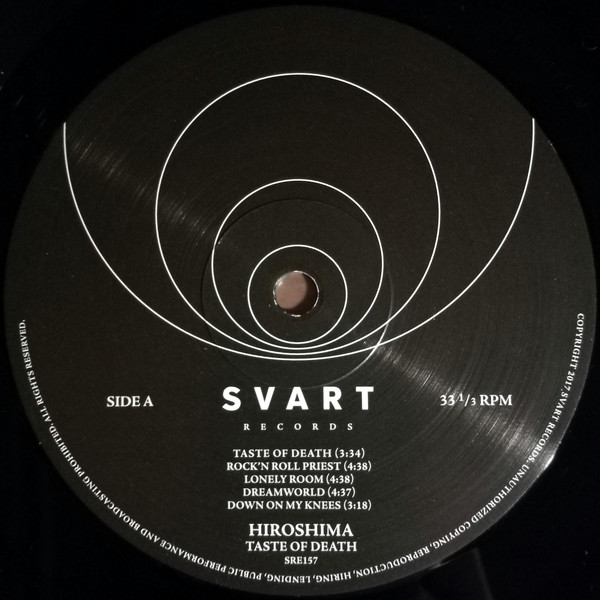 SIDE A
SVART
RECORDS
33 1/3 RPM
TASTE OF DEATH (3:34)
ROCK'N ROLL PRIEST (4:38)
LONELY ROOM (4:38)
DREAMWORLD (4:37)
DOWN ON MY KNEES (3:18)
HIROSHIMA
TASTE OF DEATH
SRE157
COPYRIGHT 2017 SVART RECORDS. UNAUTHORIZED COPYING, REPRODUCTION, HIRING, LENDING, PUBLIC PERFORMANCE AND BROADCASTING PROHIBITED. ALL RIGHTS RESERVED.